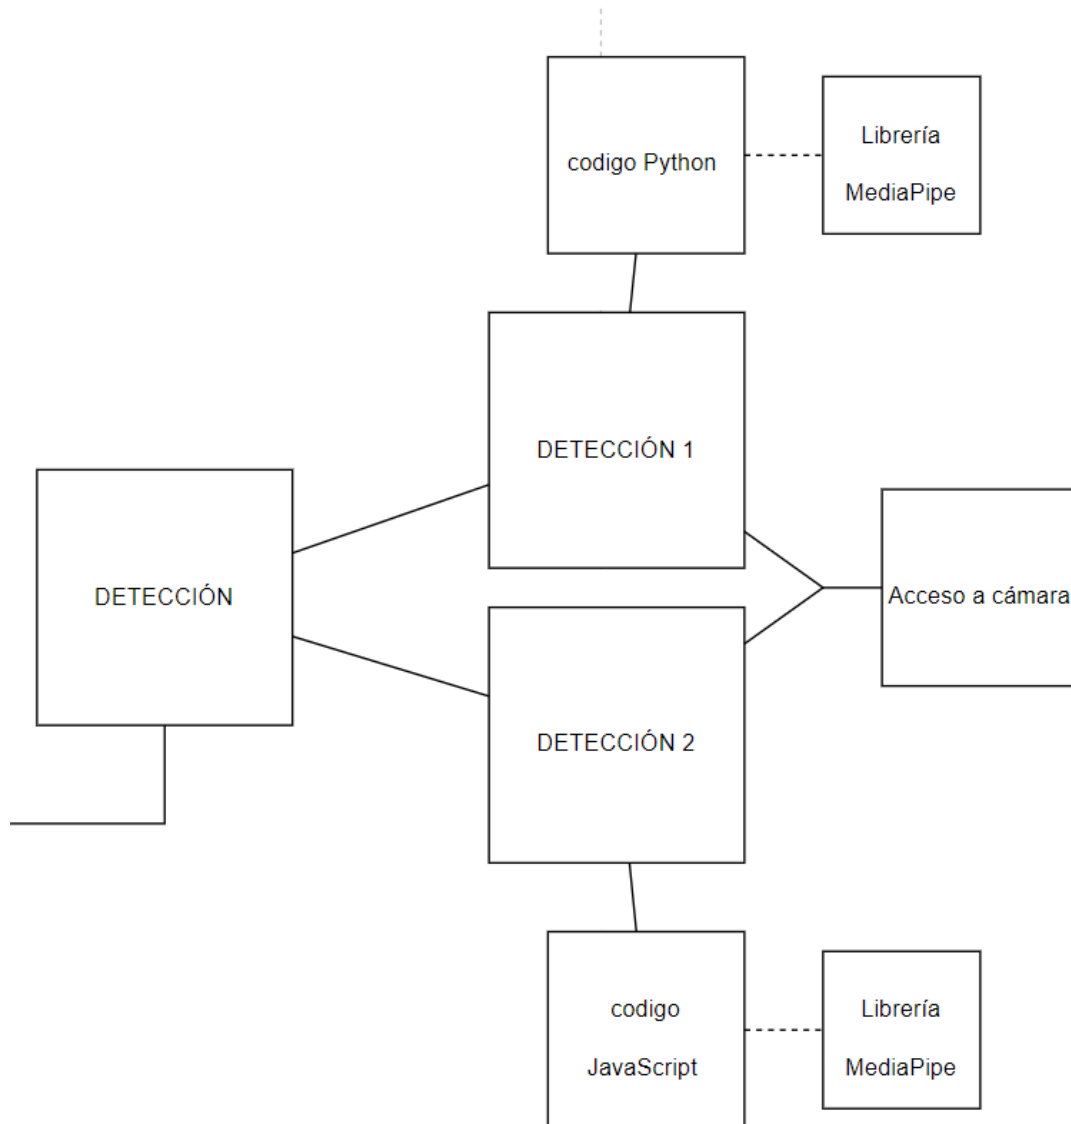 codigo Python
Librería
MediaPipe
DETECCIÓN 1
DETECCIÓN
Acceso a cámara
DETECCIÓN 2
codigo
JavaScript
Librería
MediaPipe